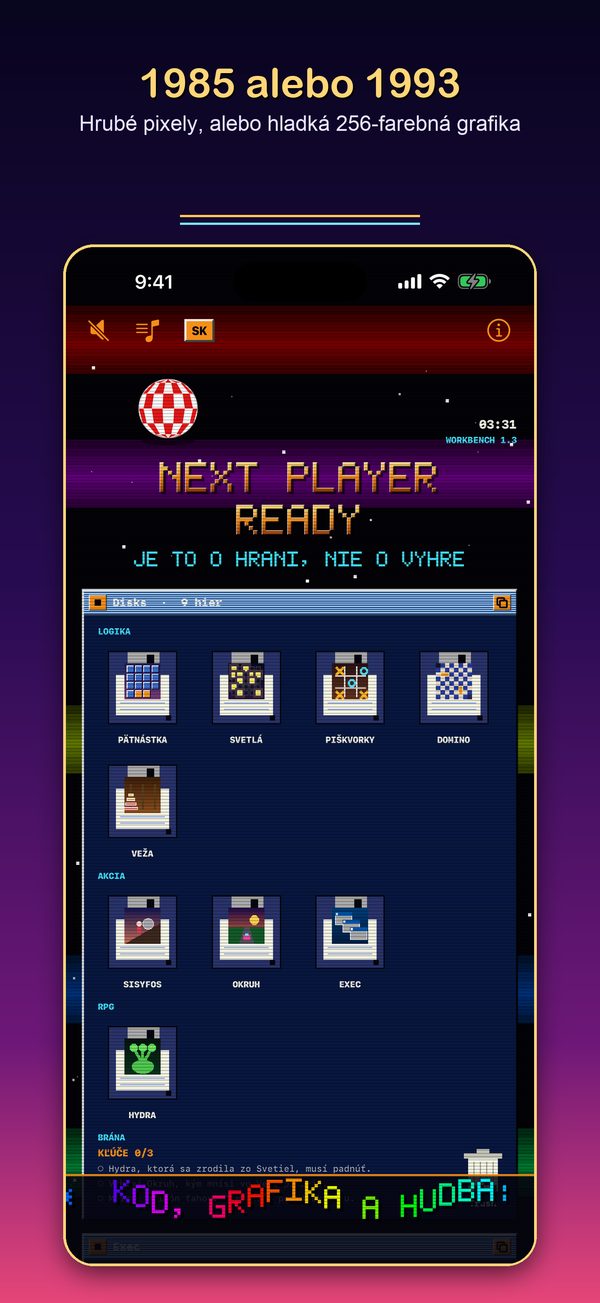 1985 alebo 1993
Hrubé pixely, alebo hladká 256-farebná grafika
9:41
SK
03:31
WORKBENCH 1.3
NEXT PLAYER
READY
JE TO O HRANI, NIE O VYHRE
Disks · 9 hier
LOGIKA
PÄTNÁSTKA SVETLÁ PIŠKVORKY DOMINO
VEŽA
AKCIA
SISYFOS OKRUH EXEC
RPG
HYDRA
BRÁNA
KĽÚČE 0/3
Hydra, ktorá sa zrodila zo Svetiel, musí padnúť.
KÓD, GRAFIKA A HUDBA:
Exec